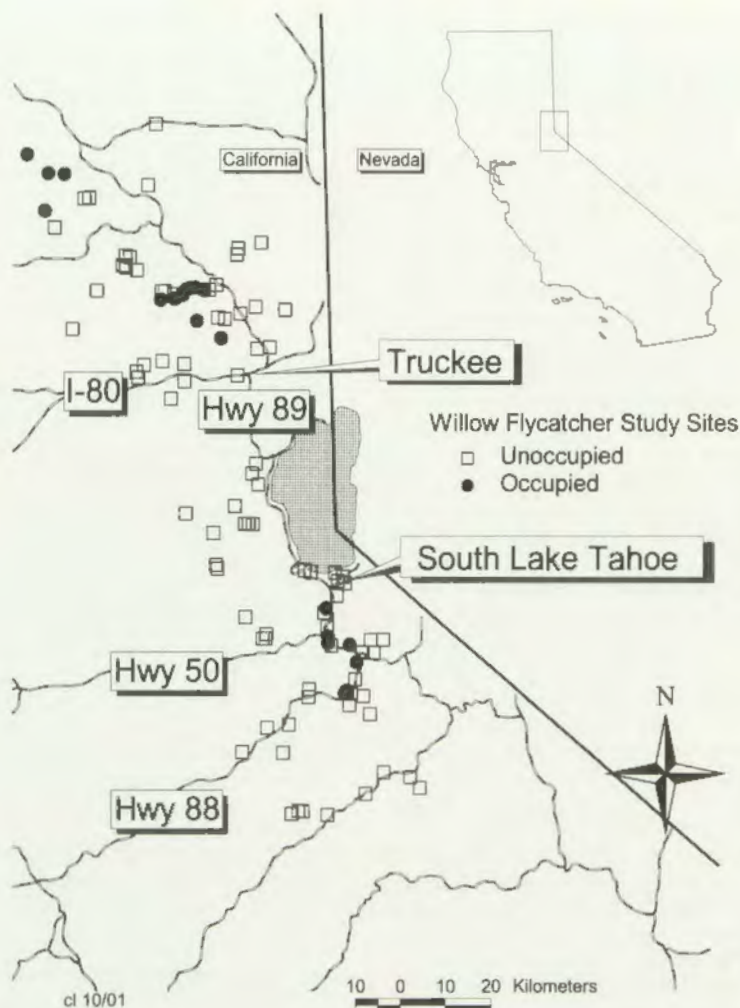 California
Nevada
Truckee
I-80
Hwy 89
Willow Flycatcher Study Sites
Unoccupied
Occupied
South Lake Tahoe
Hwy 50
N
Hwy 88
10 0 10 20 Kilometers
cl 10/01